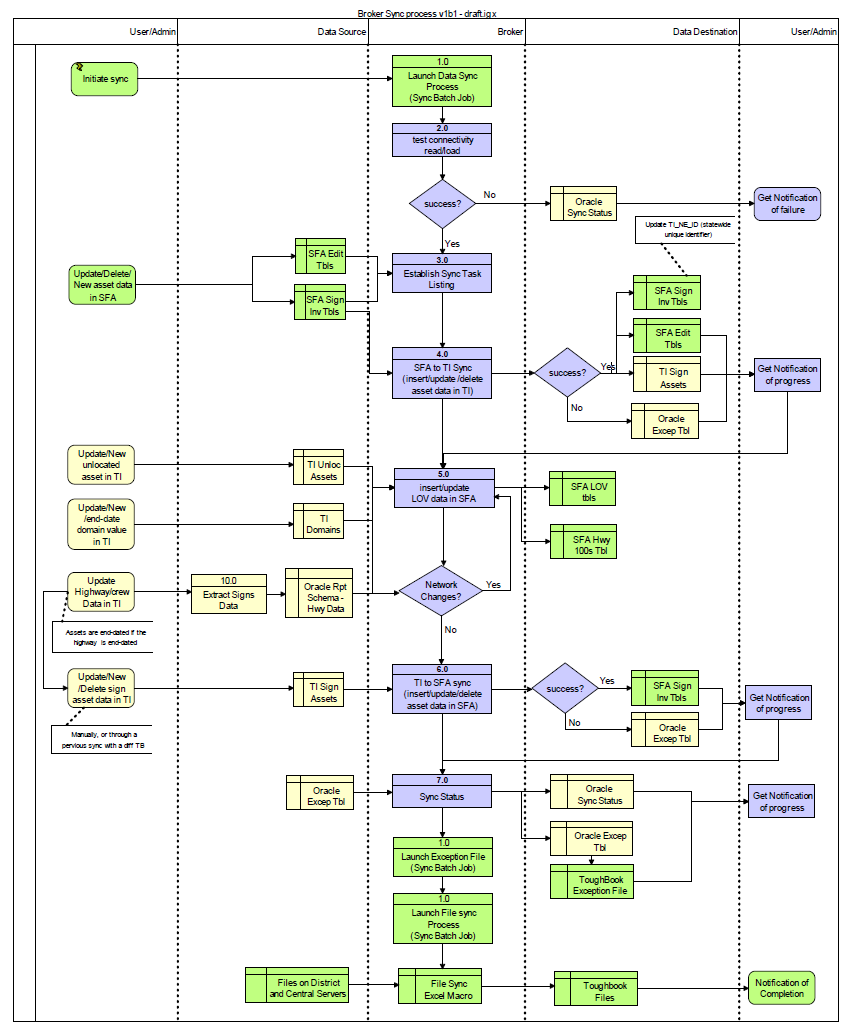 Broker Sync process v1b1 - draft.igx
User/Admin
Data Source
Broker
Data Destination
User/Admin
Initiate sync
1.0
Launch Data Sync
Process
(Sync Batch Job)
2.0
test connectivity
read/load
success?
No
Yes
Oracle
Sync Status
Get Notification
of failure
Update TI_NE_ID (statewide
unique identifier)
Update/Delete/
New asset data
in SFA
SFA Edit
Tbls
SFA Sign
Inv Tbls
3.0
Establish Sync Task
Listing
4.0
SFA to TI Sync
(insert/update /delete
asset data in TI)
success?
Yes
No
SFA Sign
Inv Tbls
SFA Edit
Tbls
TI Sign
Assets
Oracle
Excep Tbl
Get Notification
of progress
Update/New
unlocated
asset in TI
TI Unloc
Assets
5.0
insert/update
LOV data in SFA
SFA LOV
tbls
Update/New
/end-date
domain value
in TI
TI
Domains
SFA Hwy
100s Tbl
Update
Highway/crew
Data in TI
10.0
Extract Signs
Data
Oracle Rpt
Schema -
Hwy Data
Network
Changes?
Yes
No
Assets are end-dated if the
highway is end-dated
Update/New
/Delete sign
asset data in TI
TI Sign
Assets
6.0
TI to SFA sync
(insert/update/delete
asset data in SFA)
success?
Yes
No
SFA Sign
Inv Tbls
Oracle
Excep Tbl
Get Notification
of progress
Manually, or through a
pervious sync with a diff TB
Oracle
Excep Tbl
7.0
Sync Status
Oracle
Sync Status
Get Notification
of progress
Oracle Excep
Tbl
ToughBook
Exception File
1.0
Launch Exception File
(Sync Batch Job)
1.0
Launch File sync
Process
(Sync Batch Job)
Files on District
and Central Servers
File Sync
Excel Macro
Toughbook
Files
Notification of
Completion